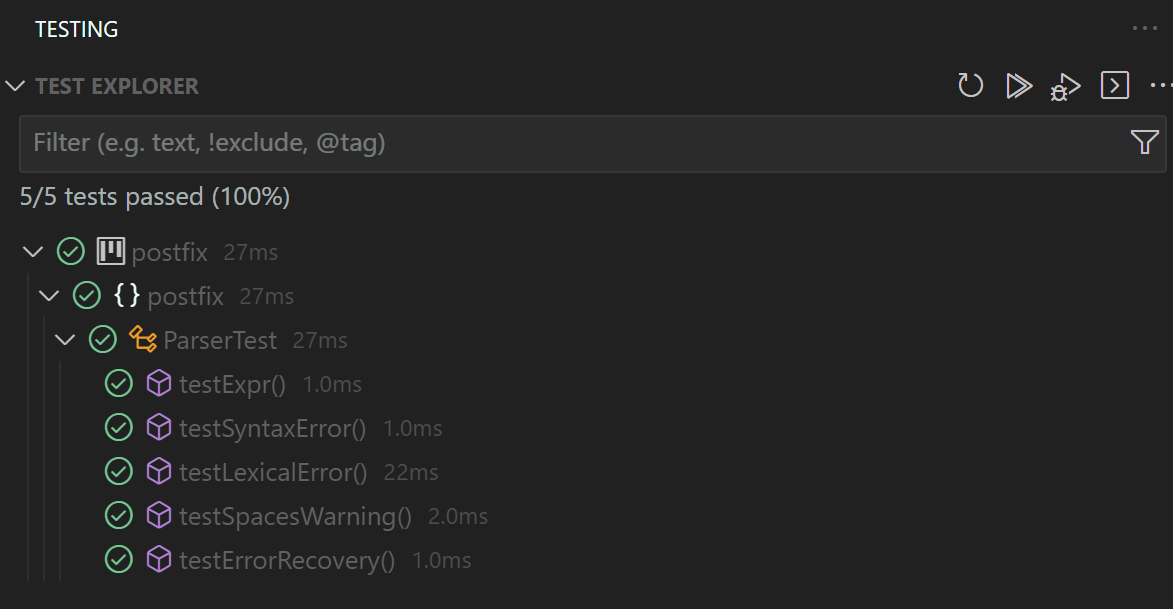 TESTING
TEST EXPLORER
Filter (e.g. text, !exclude, @tag)
5/5 tests passed (100%)
postfix 27ms
{} postfix 27ms
ParserTest 27ms
testExpr() 1.0ms
testSyntaxError() 1.0ms
testLexicalError() 22ms
testSpacesWarning() 2.0ms
testErrorRecovery() 1.0ms